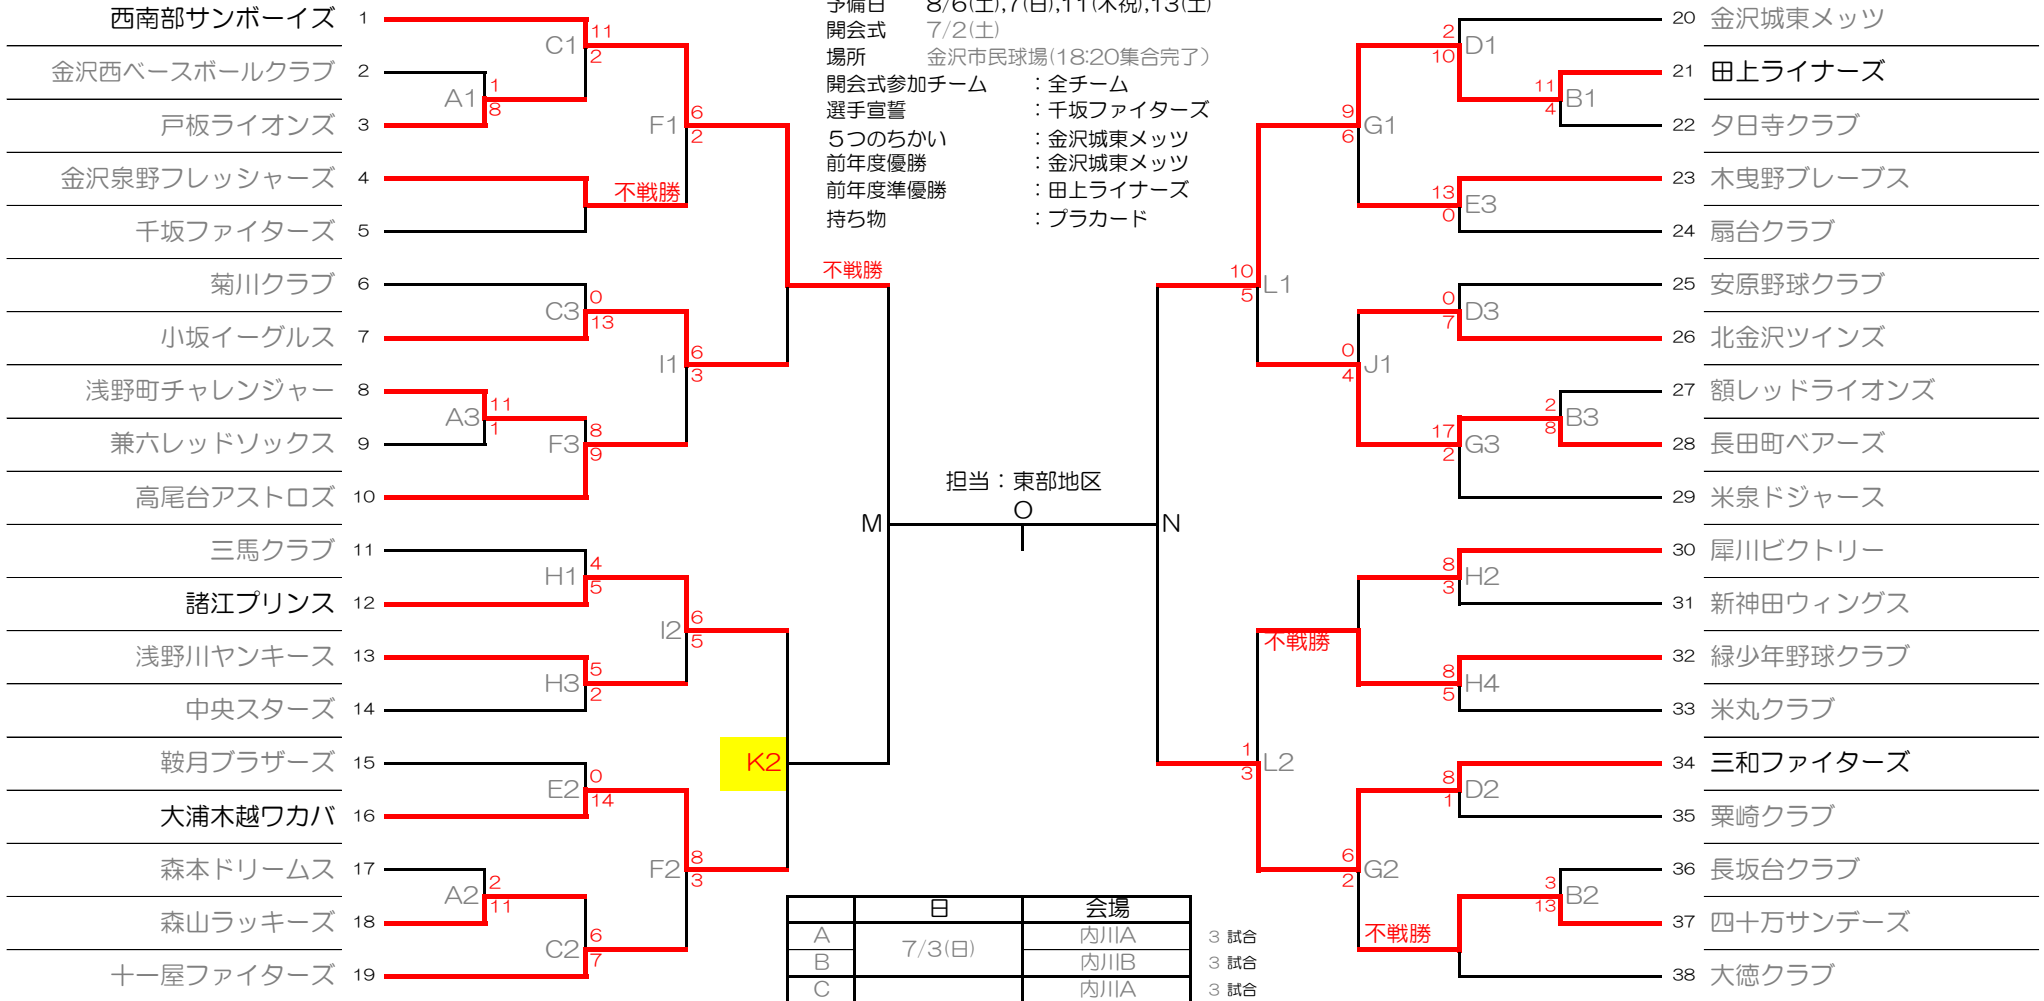 予備日 8/6(土),7(日),11(木祝),13(土)
開会式 7/2(土)
場所 金沢市民球場(18:20集合完了)
開会式参加チーム ：全チーム
選手宣誓 ：千坂ファイターズ
5つのちかい ：金沢城東メッツ
前年度優勝 ：金沢城東メッツ
前年度準優勝 ：田上ライナーズ
持ち物 ：プラカード
西南部サンボーイズ 1
金沢西ベースボールクラブ 2
戸板ライオンズ 3
金沢泉野フレッシャーズ 4
千坂ファイターズ 5
菊川クラブ 6
小坂イーグルス 7
浅野町チャレンジャー 8
兼六レッドソックス 9
高尾台アストロズ 10
三馬クラブ 11
諸江プリンス 12
浅野川ヤンキース 13
中央スターズ 14
鞍月ブラザーズ 15
大浦木越ワカバ 16
森本ドリームス 17
森山ラッキーズ 18
十一屋ファイターズ 19
A1 1 8
A3 11 1
A2 2 11
C1 11 2
不戦勝
C3 0 13
F3 8 9
H1 4 5
H3 5 2
E2 0 14
C2 6 7
F1 6 2
I1 6 3
I2 6 5
F2 8 3
不戦勝
K2
M
担当：東部地区
O
N
10 5 L1
1 3 L2
9 6 G1
0 4 J1
不戦勝
6 2 G2
2 10 D1
13 0 E3
0 7 D3
17 2 G3
8 3 H2
8 5 H4
8 1 D2
不戦勝
11 4 B1
2 8 B3
3 13 B2
20 金沢城東メッツ
21 田上ライナーズ
22 夕日寺クラブ
23 木曳野ブレーブス
24 扇台クラブ
25 安原野球クラブ
26 北金沢ツインズ
27 額レッドライオンズ
28 長田町ベアーズ
29 米泉ドジャース
30 犀川ビクトリー
31 新神田ウィングス
32 緑少年野球クラブ
33 米丸クラブ
34 三和ファイターズ
35 粟崎クラブ
36 長坂台クラブ
37 四十万サンデーズ
38 大徳クラブ
日 会場
A 7/3(日) 内川A 3 試合
B 内川B 3 試合
C 内川A 3 試合